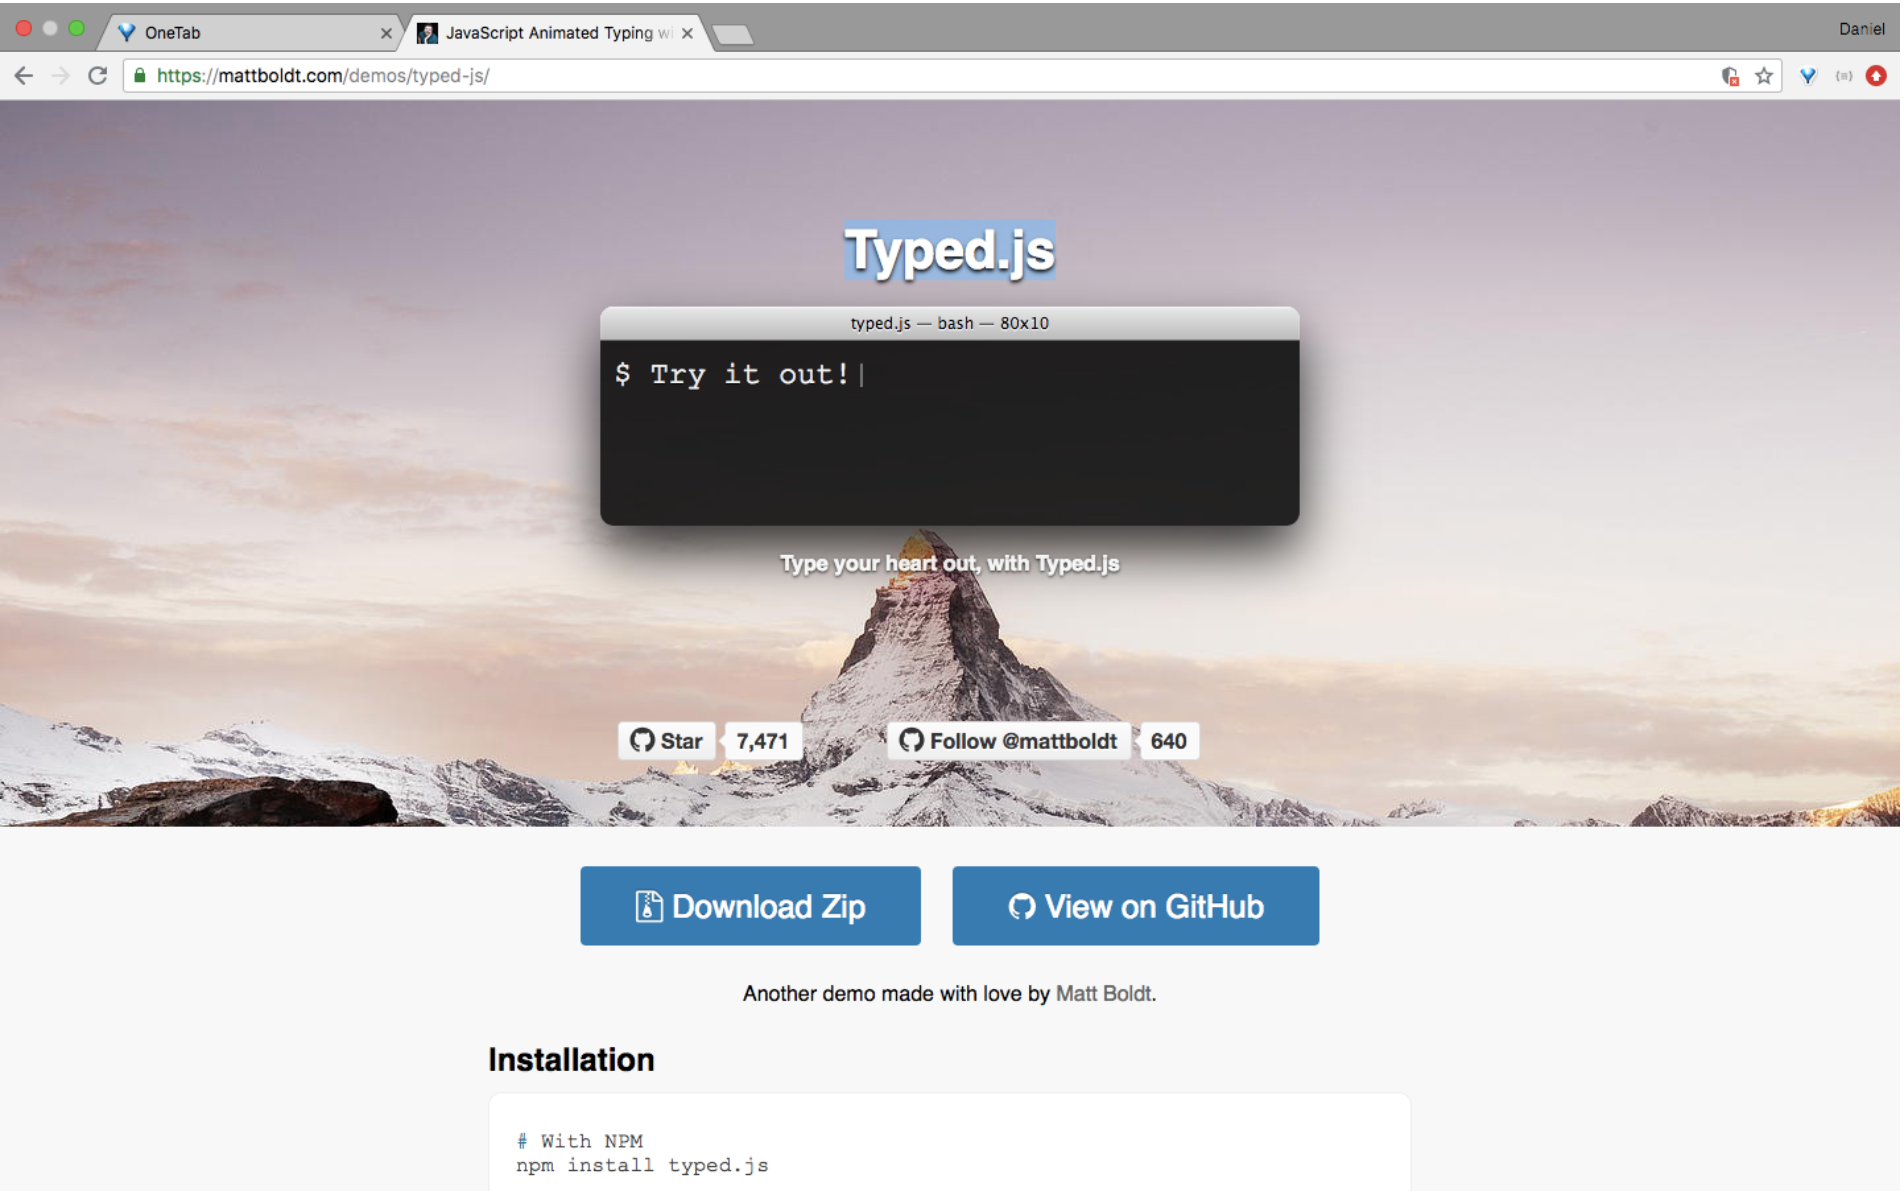 OneTab
JavaScript Animated Typing wi
Daniel
https://mattboldt.com/demos/typed-js/
Typed.js
typed.js — bash — 80x10
$ Try it out!
Type your heart out, with Typed.js
Star 7,471
Follow @mattboldt 640
Download Zip
View on GitHub
Another demo made with love by Matt Boldt.
Installation
# With NPM
npm install typed.js